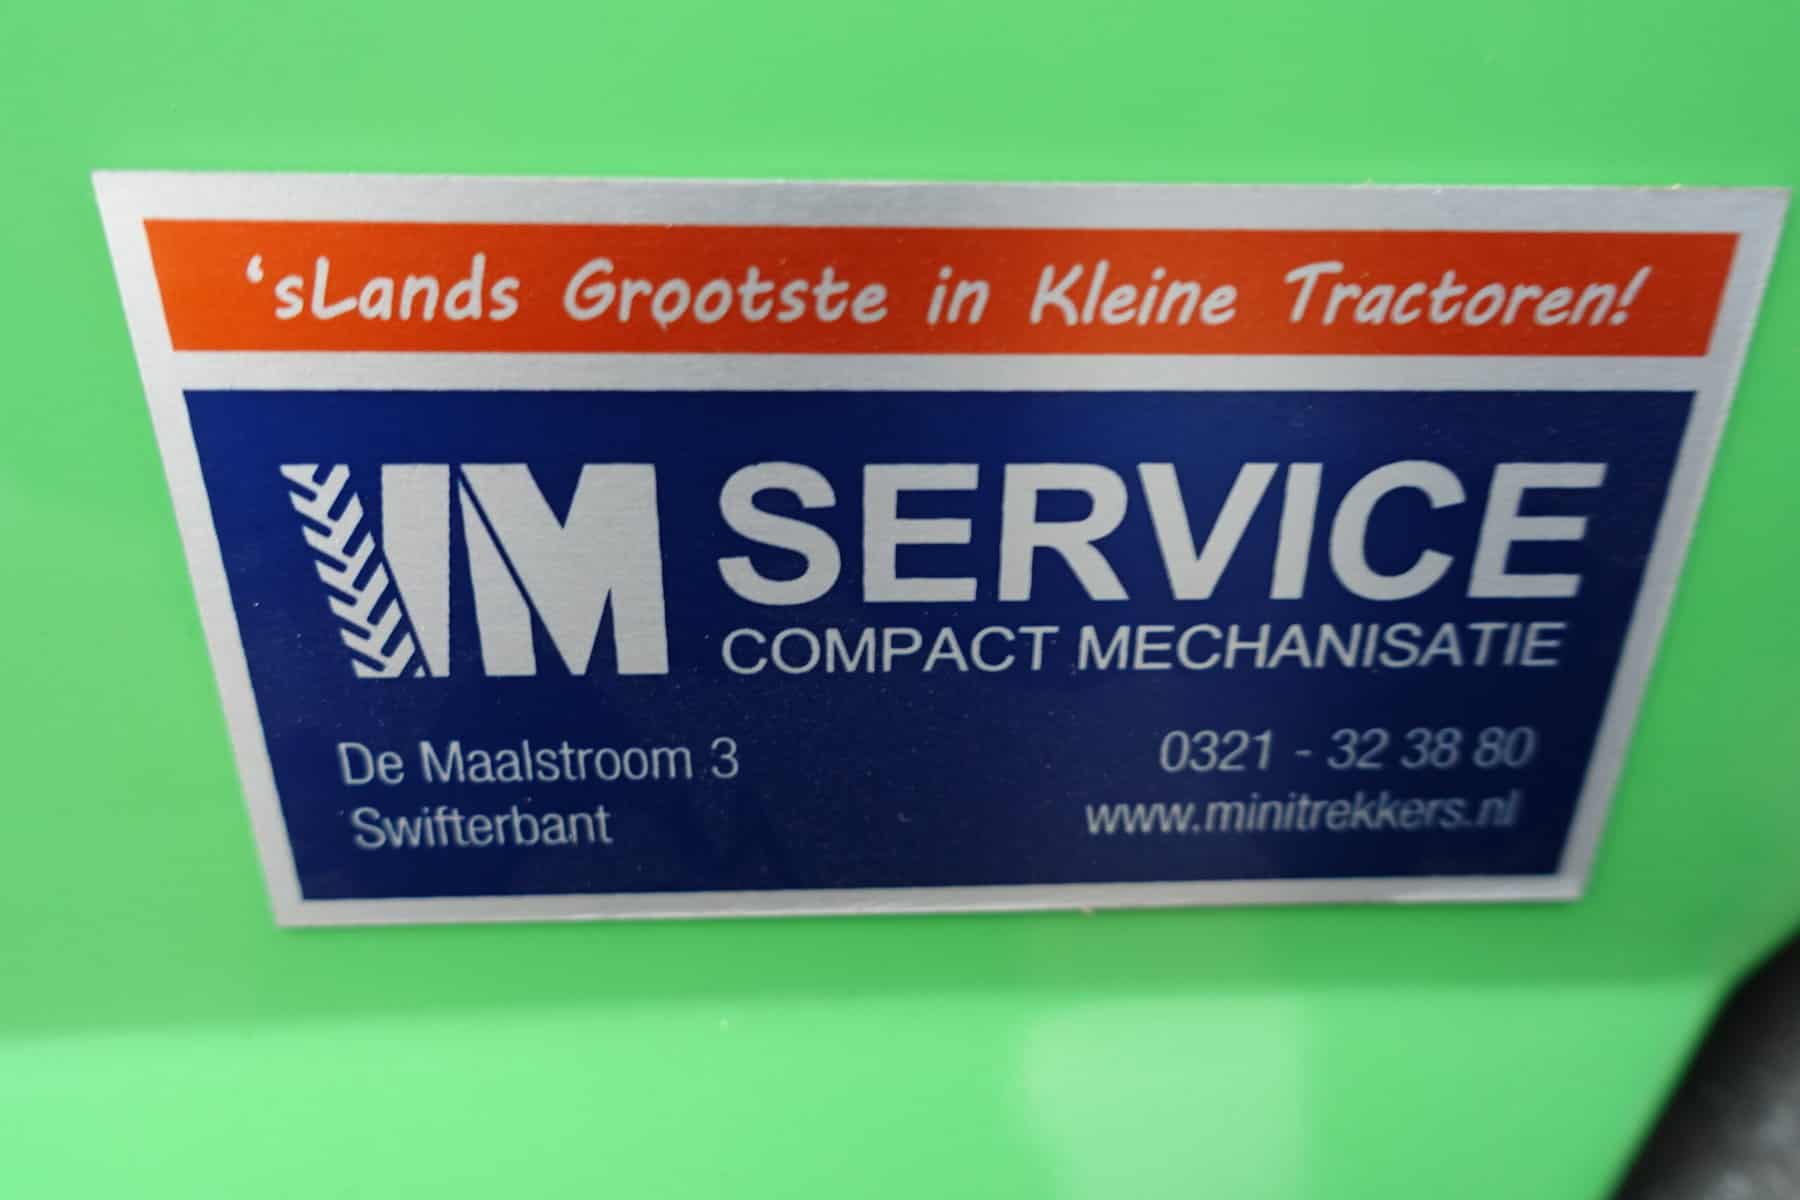 ‘sLands Grootste in Kleine Tractoren!
IM SERVICE
COMPACT MECHANISATIE
De Maalstroom 3
Swifterbant
0321 - 32 38 80
www.minitrekkers.nl